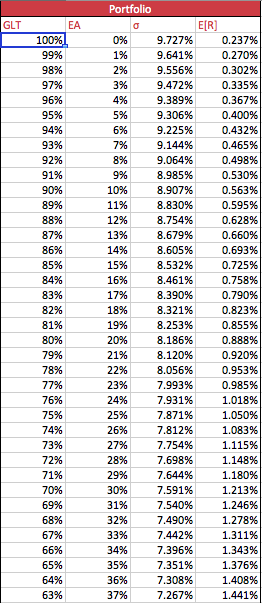 Portfolio
GLT EA σ E[R]
100% 0% 9.727% 0.237%
99% 1% 9.641% 0.270%
98% 2% 9.556% 0.302%
97% 3% 9.472% 0.335%
96% 4% 9.389% 0.367%
95% 5% 9.306% 0.400%
94% 6% 9.225% 0.432%
93% 7% 9.144% 0.465%
92% 8% 9.064% 0.498%
91% 9% 8.985% 0.530%
90% 10% 8.907% 0.563%
89% 11% 8.830% 0.595%
88% 12% 8.754% 0.628%
87% 13% 8.679% 0.660%
86% 14% 8.605% 0.693%
85% 15% 8.532% 0.725%
84% 16% 8.461% 0.758%
83% 17% 8.390% 0.790%
82% 18% 8.321% 0.823%
81% 19% 8.253% 0.855%
80% 20% 8.186% 0.888%
79% 21% 8.120% 0.920%
78% 22% 8.056% 0.953%
77% 23% 7.993% 0.985%
76% 24% 7.931% 1.018%
75% 25% 7.871% 1.050%
74% 26% 7.812% 1.083%
73% 27% 7.754% 1.115%
72% 28% 7.698% 1.148%
71% 29% 7.644% 1.180%
70% 30% 7.591% 1.213%
69% 31% 7.540% 1.246%
68% 32% 7.490% 1.278%
67% 33% 7.442% 1.311%
66% 34% 7.396% 1.343%
65% 35% 7.351% 1.376%
64% 36% 7.308% 1.408%
63% 37% 7.267% 1.441%